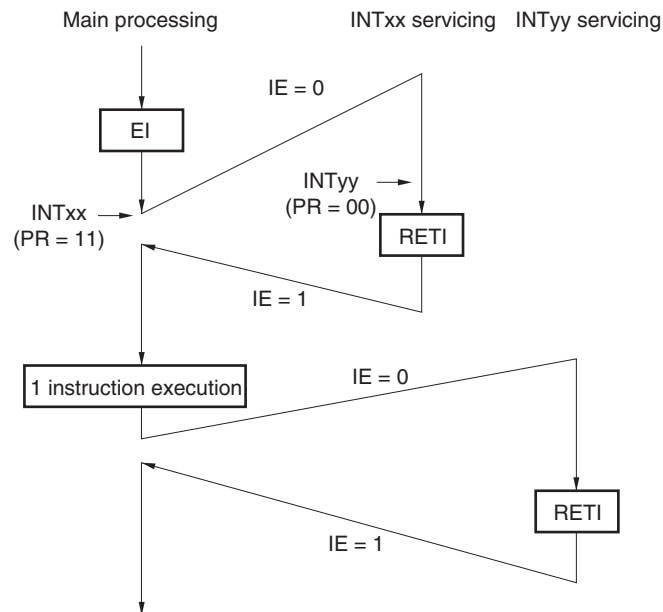 Main processing
INTxx servicing
INTyy servicing
IE = 0
EI
INTyy
(PR = 00)
INTxx
(PR = 11)
RETI
IE = 1
1 instruction execution
IE = 0
RETI
IE = 1